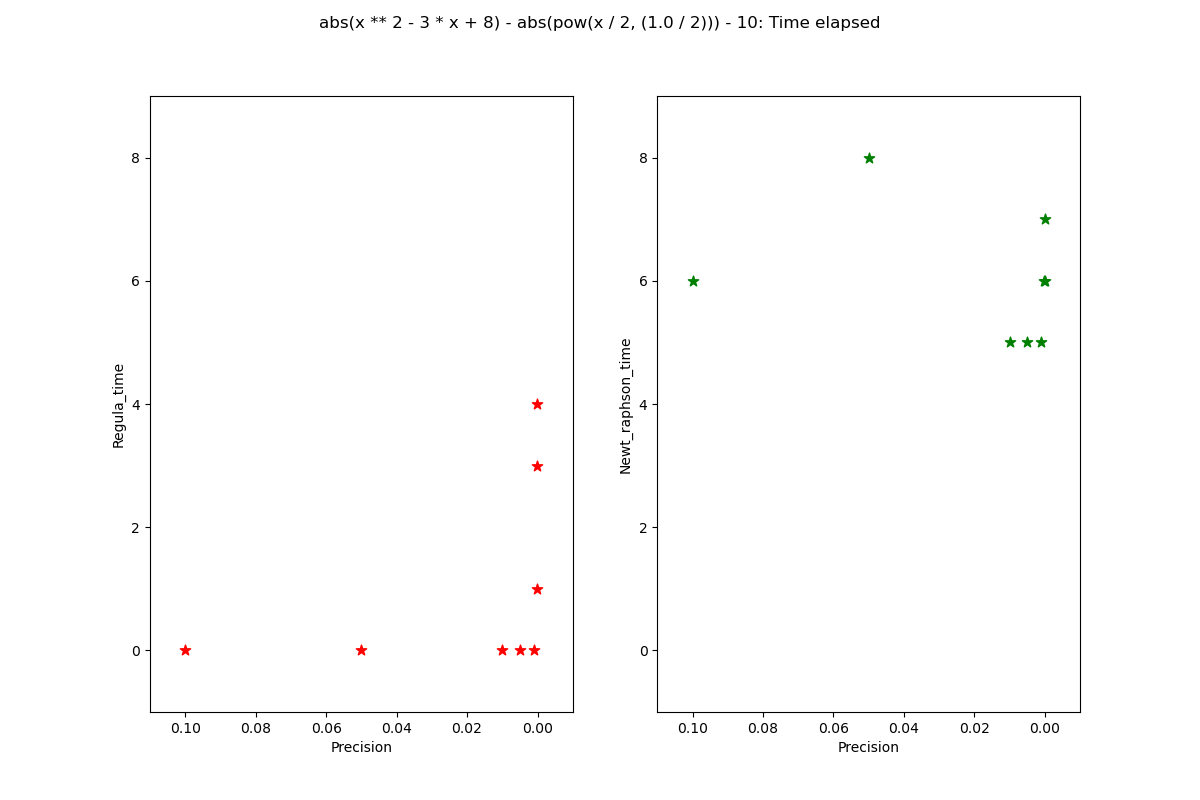 abs(x ** 2 - 3 * x + 8) - abs(pow(x / 2, (1.0 / 2))) - 10: Time elapsed
Regula_time
8
6
4
2
0
0.10 0.08 0.06 0.04 0.02 0.00
Precision
Newt_raphson_time
8
6
4
2
0
0.10 0.08 0.06 0.04 0.02 0.00
Precision